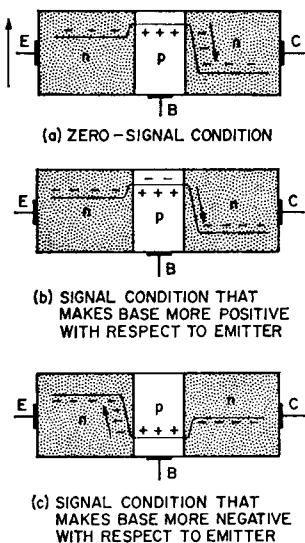 E n p n C
+ + +
B
(a) ZERO-SIGNAL CONDITION
E n p n C
+ + +
B
(b) SIGNAL CONDITION THAT
MAKES BASE MORE POSITIVE
WITH RESPECT TO EMITTER
E n p n C
+ + +
B
(c) SIGNAL CONDITION THAT
MAKES BASE MORE NEGATIVE
WITH RESPECT TO EMITTER